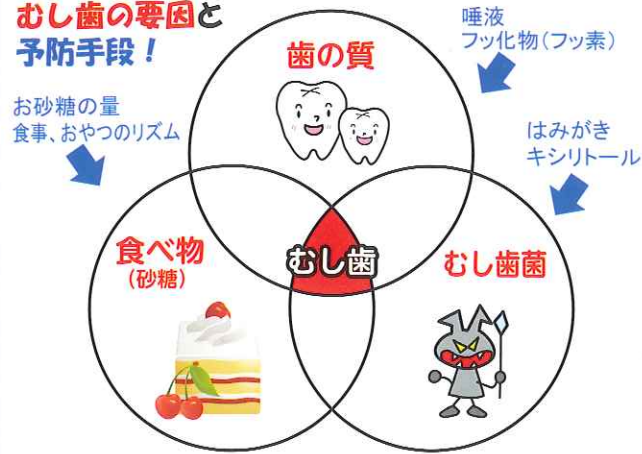 むし歯の要因と
予防手段！
お砂糖の量
食事、おやつのリズム
歯の質
唾液
フッ化物（フッ素）
はみがき
キシリトール
食べ物
（砂糖）
むし歯
むし歯菌